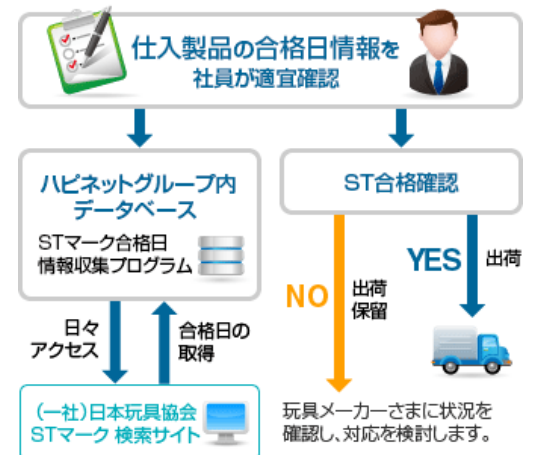 仕入製品の合格日情報を
社員が適宜確認
ハピネットグループ内
データベース
STマーク合格日
情報収集プログラム
日々
アクセス
合格日の
取得
（一社）日本玩具協会
STマーク 検索サイト
ST合格確認
NO
出荷
保留
YES
出荷
玩具メーカーさまに状況を
確認し、対応を検討します。